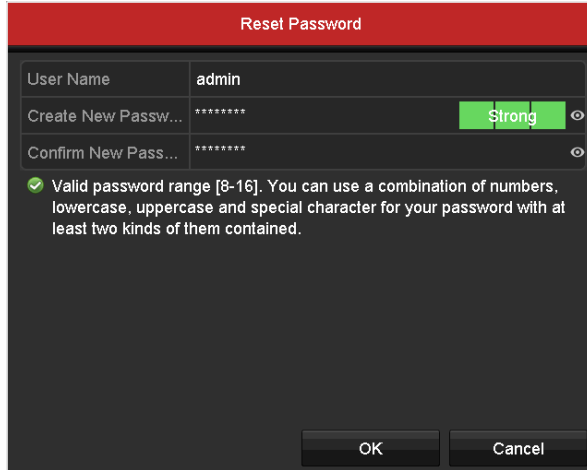 Reset Password
User Name admin
Create New Passw... ******** Strong
Confirm New Pass... ********
Valid password range [8-16]. You can use a combination of numbers,
lowercase, uppercase and special character for your password with at
least two kinds of them contained.
OK Cancel